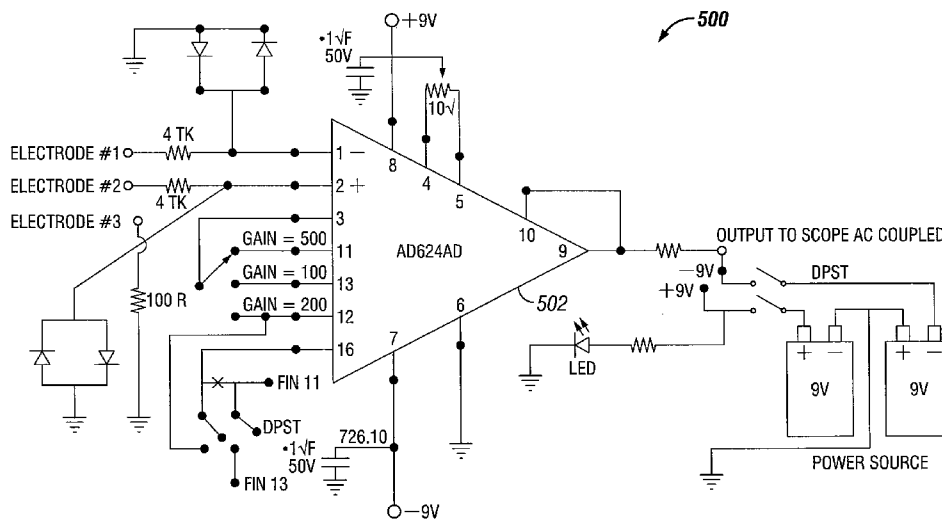 500
+9V
•1√F
50V
10√
4 TK
ELECTRODE #1
1 −
8
4
5
ELECTRODE #2
2 +
4 TK
ELECTRODE #3
3
10
GAIN = 500
11
AD624AD
9
OUTPUT TO SCOPE AC COUPLED
GAIN = 100
13
−9V
DPST
+9V
100 R
GAIN = 200
12
502
6
16
7
+ −
+ −
LED
9V
9V
FIN 11
DPST
726.10
•1√F
50V
POWER SOURCE
FIN 13
−9V